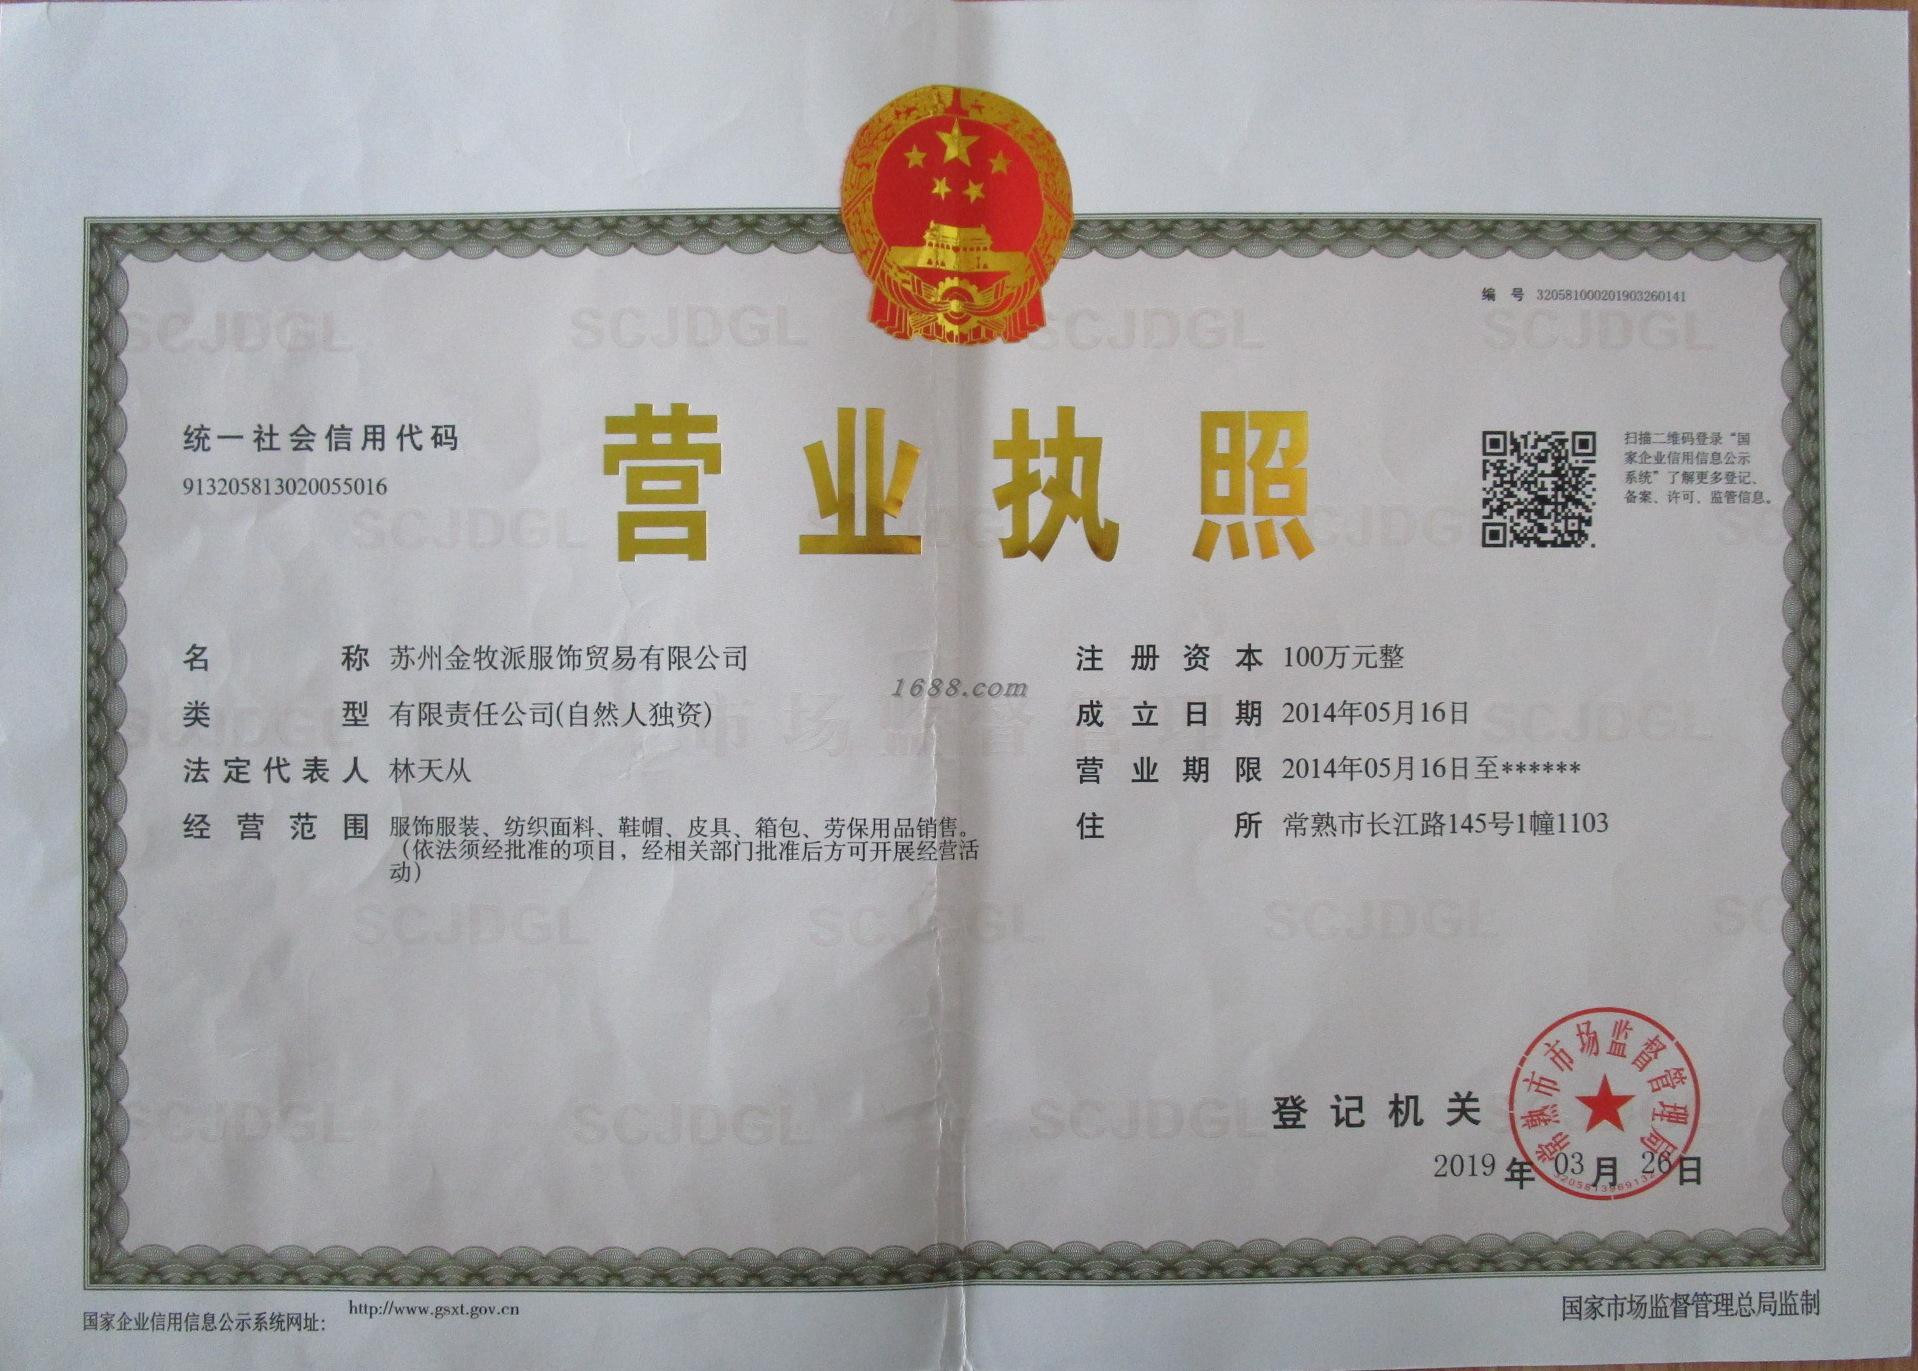 编 号 320581000201903260141
统一社会信用代码
913205813020055016
营业执照
扫描二维码登录“国
家企业信用信息公示
系统”了解更多登记、
备案、许可、监管信息。
名 称 苏州金牧派服饰贸易有限公司
类 型 有限责任公司(自然人独资)
法定代表人 林天从
经营范围 服饰服装、纺织面料、鞋帽、皮具、箱包、劳保用品销售。
（依法须经批准的项目，经相关部门批准后方可开展经营活
动）
1688.com
注册资本 100万元整
成立日期 2014年05月16日
营业期限 2014年05月16日至******
住 所 常熟市长江路145号1幢1103
SCJDGL
市场监督管理
登记机关
常熟市市场监督管理局
2019 年 03 月 26 日
国家企业信用信息公示系统网址: http://www.gsxt.gov.cn
国家市场监督管理总局监制